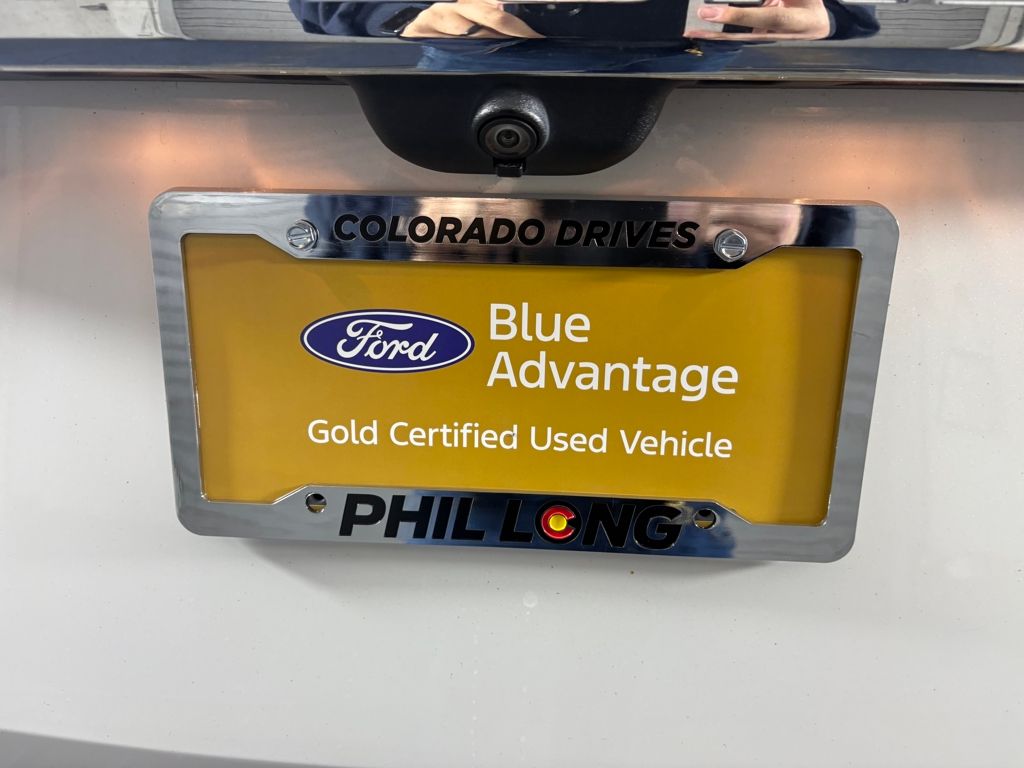 COLORADO DRIVES
Ford
Blue
Advantage
Gold Certified Used Vehicle
PHIL LONG